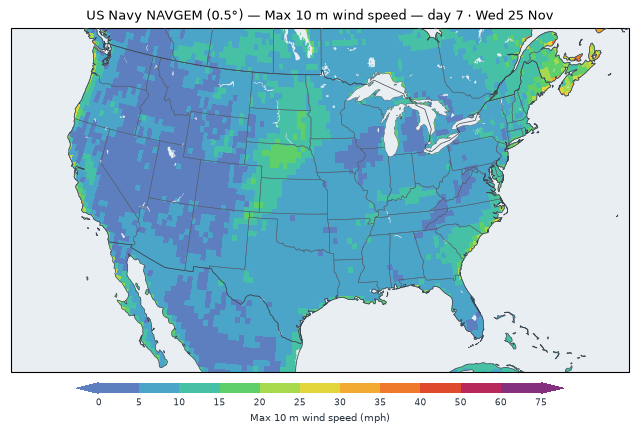 US Navy NAVGEM (0.5°) — Max 10 m wind speed — day 7 · Wed 25 Nov
0 5 10 15 20 25 30 35 40 50 60 75
Max 10 m wind speed (mph)